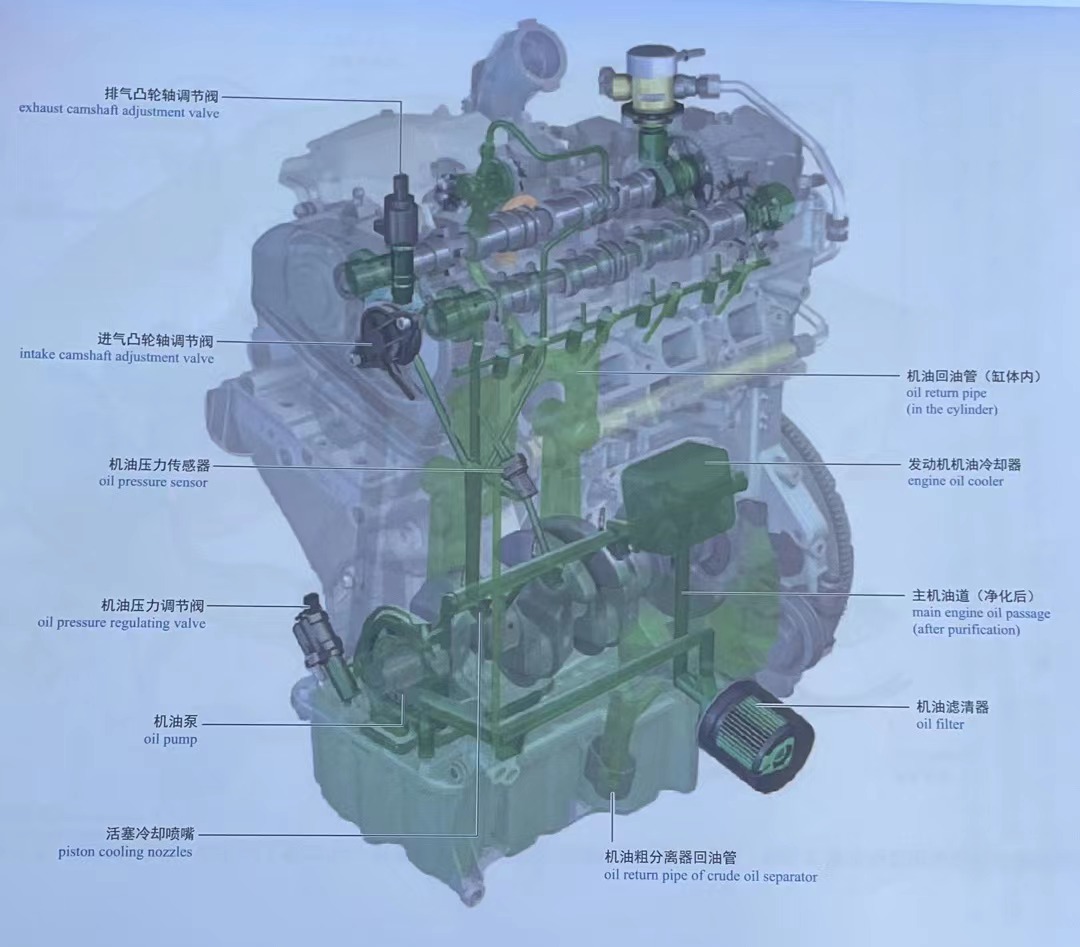 排气凸轮轴调节阀
exhaust camshaft adjustment valve
进气凸轮轴调节阀
intake camshaft adjustment valve
机油压力传感器
oil pressure sensor
机油压力调节阀
oil pressure regulating valve
机油泵
oil pump
活塞冷却喷嘴
piston cooling nozzles
机油回油管（缸体内）
oil return pipe
(in the cylinder)
发动机机油冷却器
engine oil cooler
主机油道（净化后）
main engine oil passage
(after purification)
机油滤清器
oil filter
机油粗分离器回油管
oil return pipe of crude oil separator